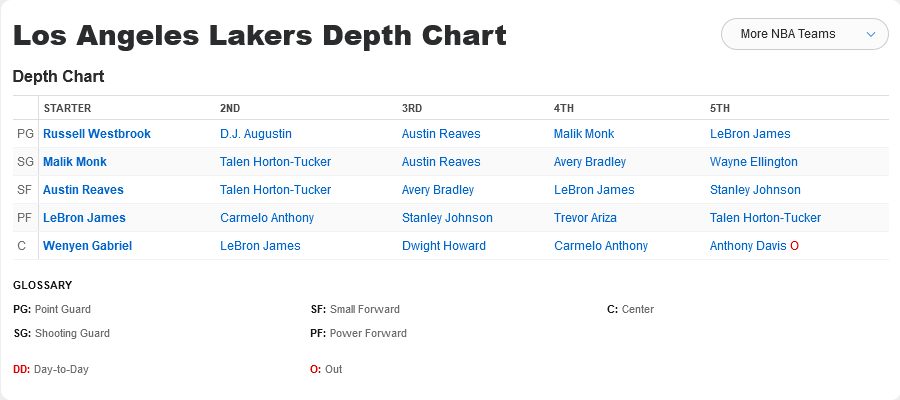 Los Angeles Lakers Depth Chart
More NBA Teams
Depth Chart
STARTER 2ND 3RD 4TH 5TH
PG Russell Westbrook D.J. Augustin Austin Reaves Malik Monk LeBron James
SG Malik Monk Talen Horton-Tucker Austin Reaves Avery Bradley Wayne Ellington
SF Austin Reaves Talen Horton-Tucker Avery Bradley LeBron James Stanley Johnson
PF LeBron James Carmelo Anthony Stanley Johnson Trevor Ariza Talen Horton-Tucker
C Wenyen Gabriel LeBron James Dwight Howard Carmelo Anthony Anthony Davis O
GLOSSARY
PG: Point Guard SF: Small Forward C: Center
SG: Shooting Guard PF: Power Forward
DD: Day-to-Day O: Out